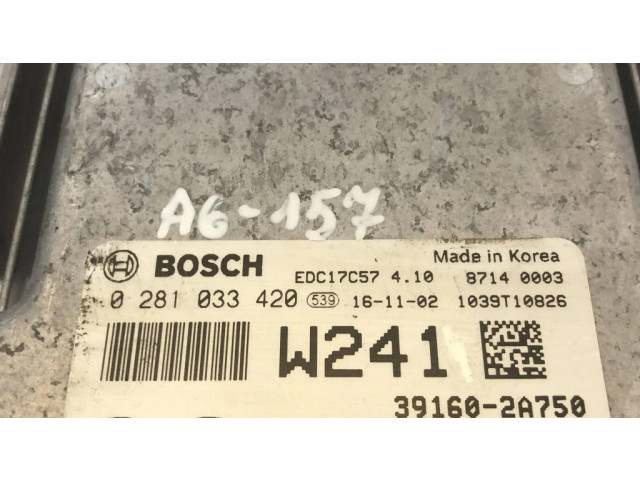 A6-157
BOSCH
Made in Korea
EDC17C57 4.10 8714 0003
0 281 033 420 539 16-11-02 1039T10826
W241
39160-2A750